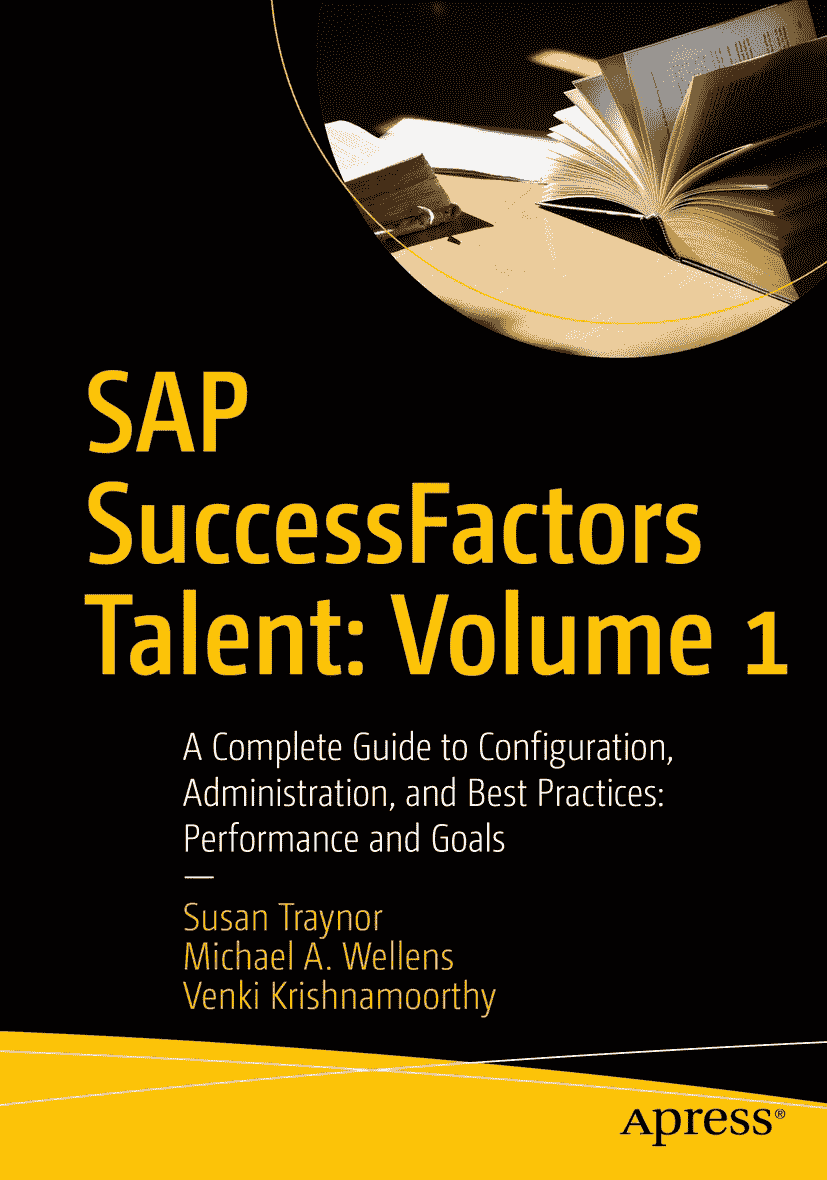 SAP
SuccessFactors
Talent: Volume 1
A Complete Guide to Configuration,
Administration, and Best Practices:
Performance and Goals
—
Susan Traynor
Michael A. Wellens
Venki Krishnamoorthy
Apress®